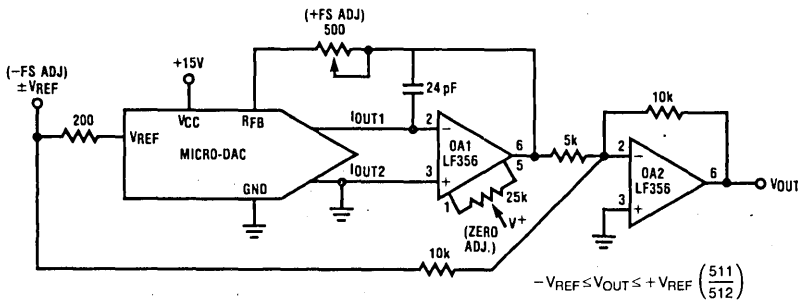 (+FS ADJ)
500
+15V
(−FS ADJ)
±VREF
200
VREF
VCC
RFB
MICRO-DAC
GND
IOUT1
IOUT2
24 pF
2
−
3
+
OA1
LF356
6
5
1
25k
V+
(ZERO
ADJ.)
5k
10k
2
−
3
+
OA2
LF356
6
VOUT
10k
−VREF ≤ VOUT ≤ +VREF (511/512)